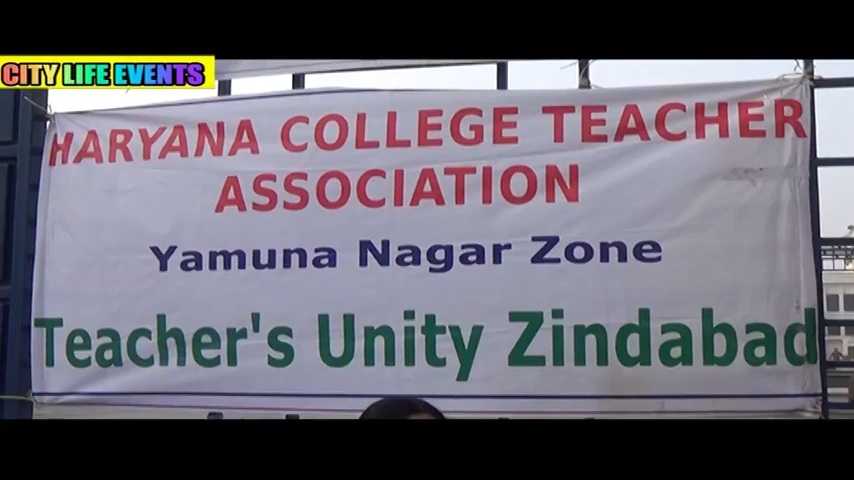 CITY LIFE EVENTS
HARYANA COLLEGE TEACHER
ASSOCIATION
Yamuna Nagar Zone
Teacher's Unity Zindabad